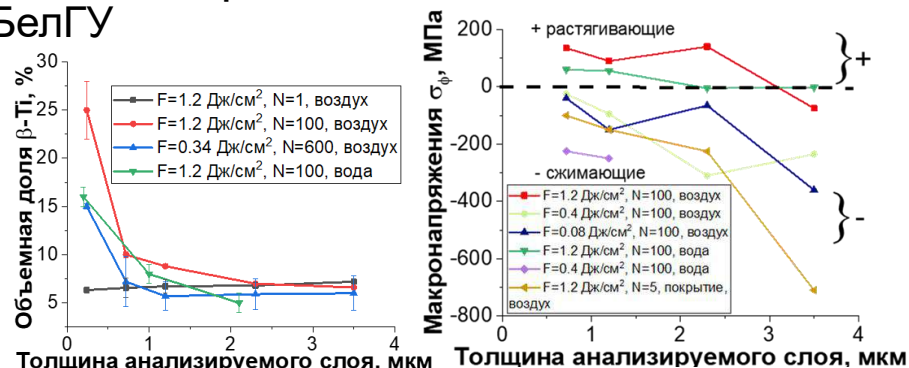 БелГУ
Объемная доля β-Ti, %
30
25
20
15
10
5
F=1.2 Дж/см², N=1, воздух
F=1.2 Дж/см², N=100, воздух
F=0.34 Дж/см², N=600, воздух
F=1.2 Дж/см², N=100, вода
0 1 2 3 4
Толщина анализируемого слоя, мкм
Макронапряжения σϕ, МПа
200
0
-200
-400
-600
-800
+ растягивающие
+
- сжимающие
-
F=1.2 Дж/см², N=100, воздух
F=0.4 Дж/см², N=100, воздух
F=0.08 Дж/см², N=100, воздух
F=1.2 Дж/см², N=100, вода
F=0.4 Дж/см², N=100, вода
F=1.2 Дж/см², N=5, покрытие,
воздух
0 1 2 3 4
Толщина анализируемого слоя, мкм